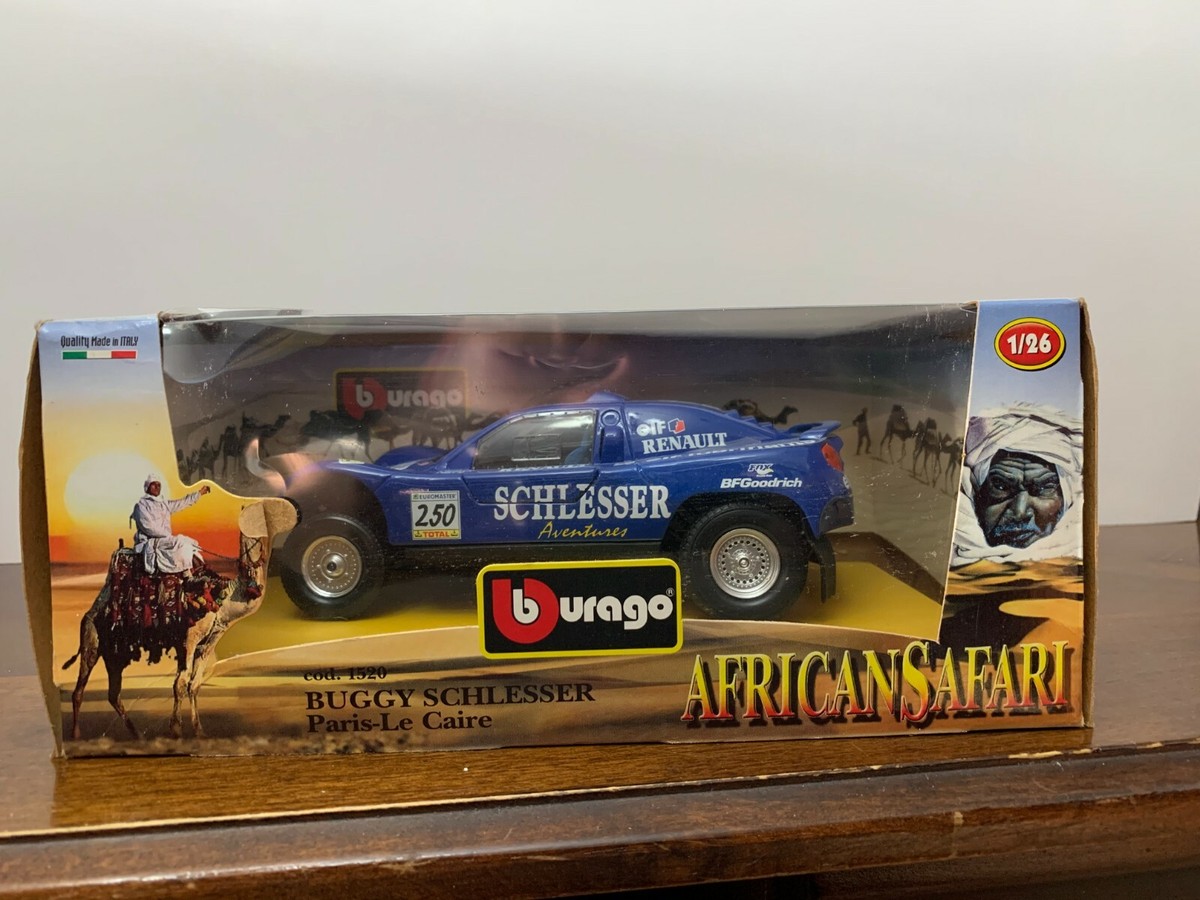 Quality Made in ITALY
1/26
burago
elf
RENAULT
FOX
BFGoodrich
SCHLESSER
Aventures
EUROMASTER
250
TOTAL
burago®
cod. 1520
BUGGY SCHLESSER
Paris-Le Caire
AFRICANSAFARI